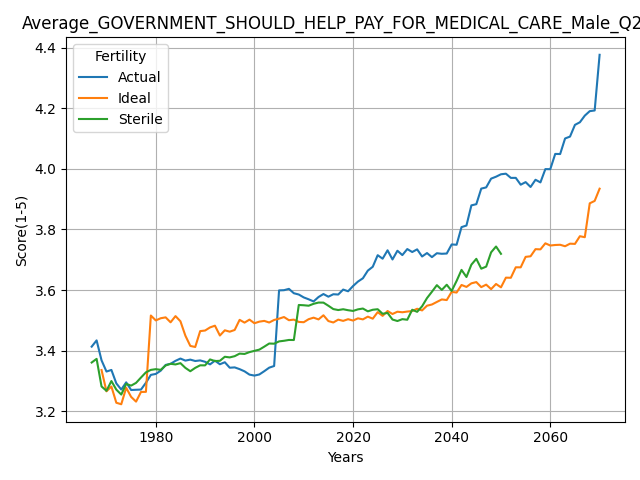 Average_GOVERNMENT_SHOULD_HELP_PAY_FOR_MEDICAL_CARE_Male_Q2
Fertility
Actual
Ideal
Sterile
Score(1-5)
4.4
4.2
4.0
3.8
3.6
3.4
3.2
1980 2000 2020 2040 2060
Years